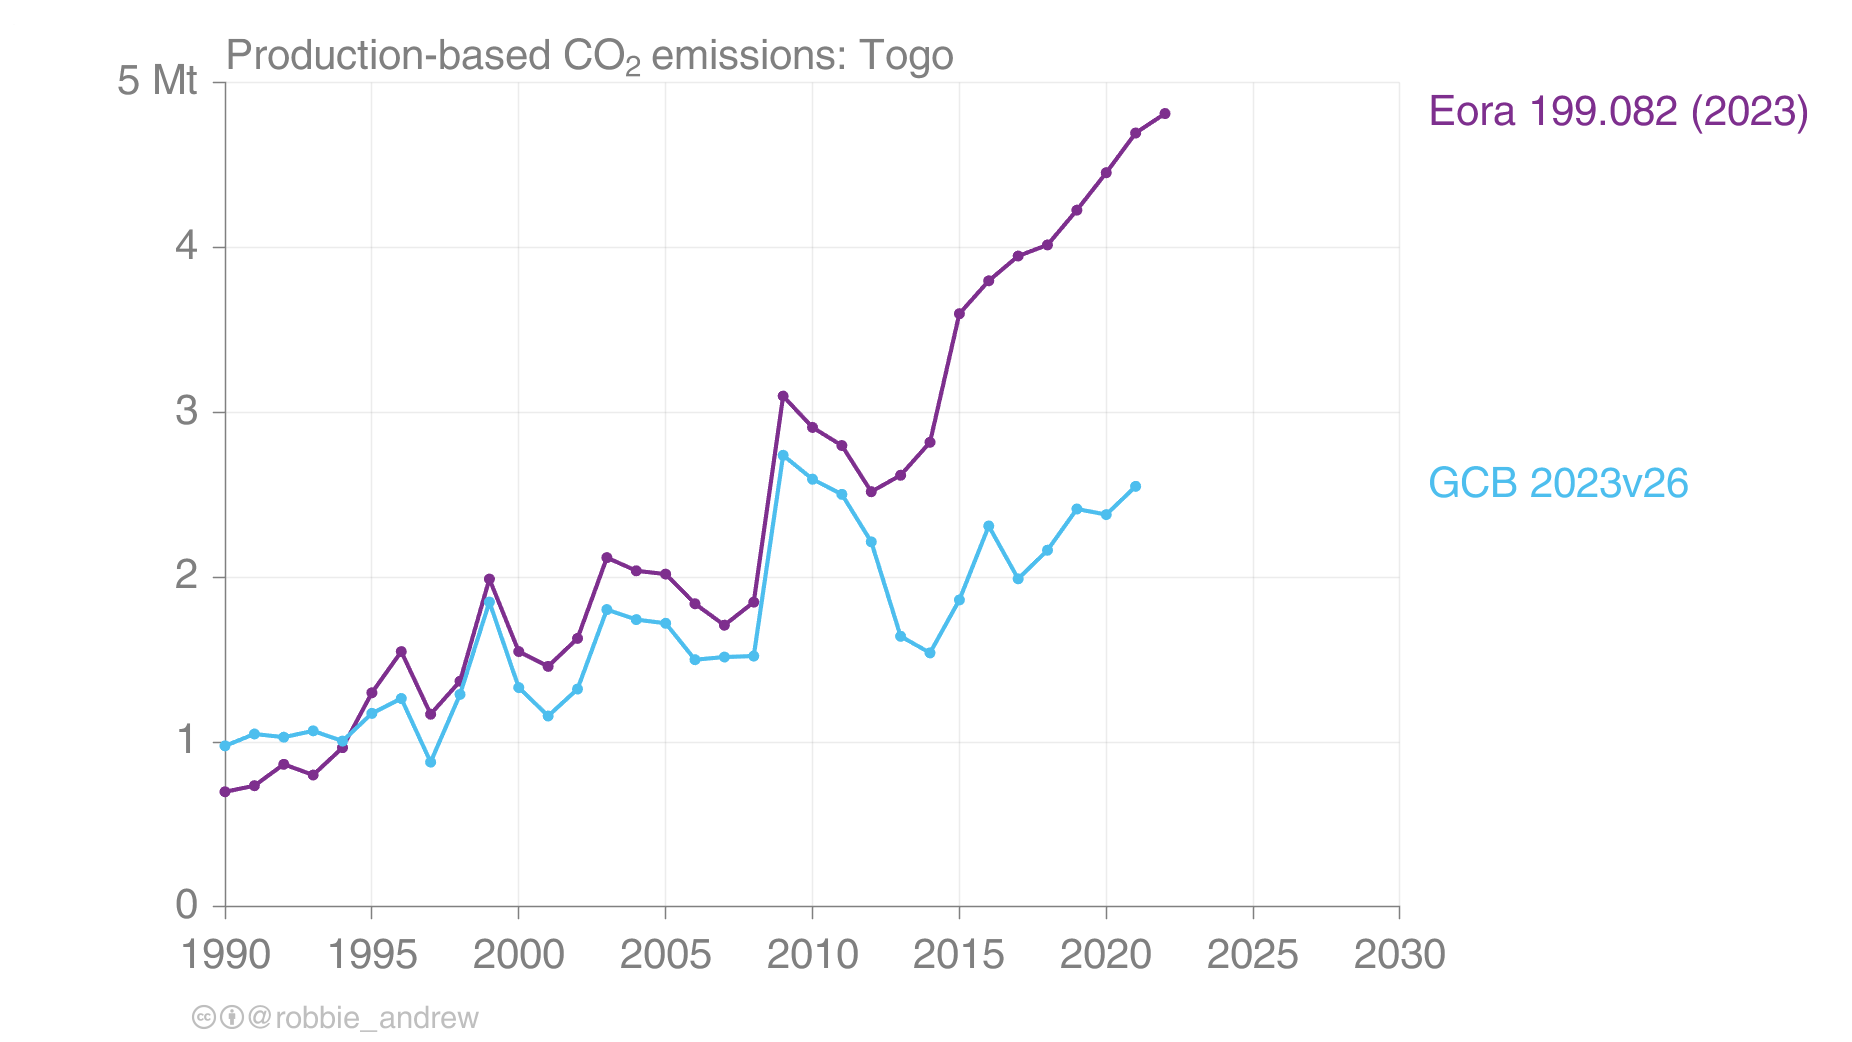 Production-based CO₂ emissions: Togo
5 Mt
4
3
2
1
0
1990 1995 2000 2005 2010 2015 2020 2025 2030
Eora 199.082 (2023)
GCB 2023v26
cc @robbie_andrew